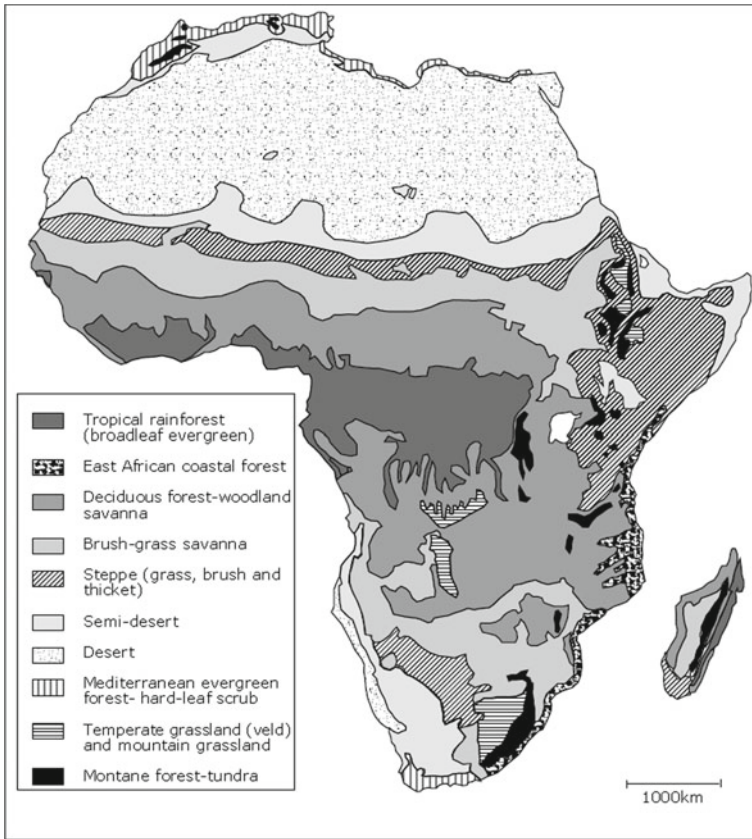 Tropical rainforest
(broadleaf evergreen)
East African coastal forest
Deciduous forest-woodland
savanna
Brush-grass savanna
Steppe (grass, brush and
thicket)
Semi-desert
Desert
Mediterranean evergreen
forest- hard-leaf scrub
Temperate grassland (veld)
and mountain grassland
Montane forest-tundra
1000km